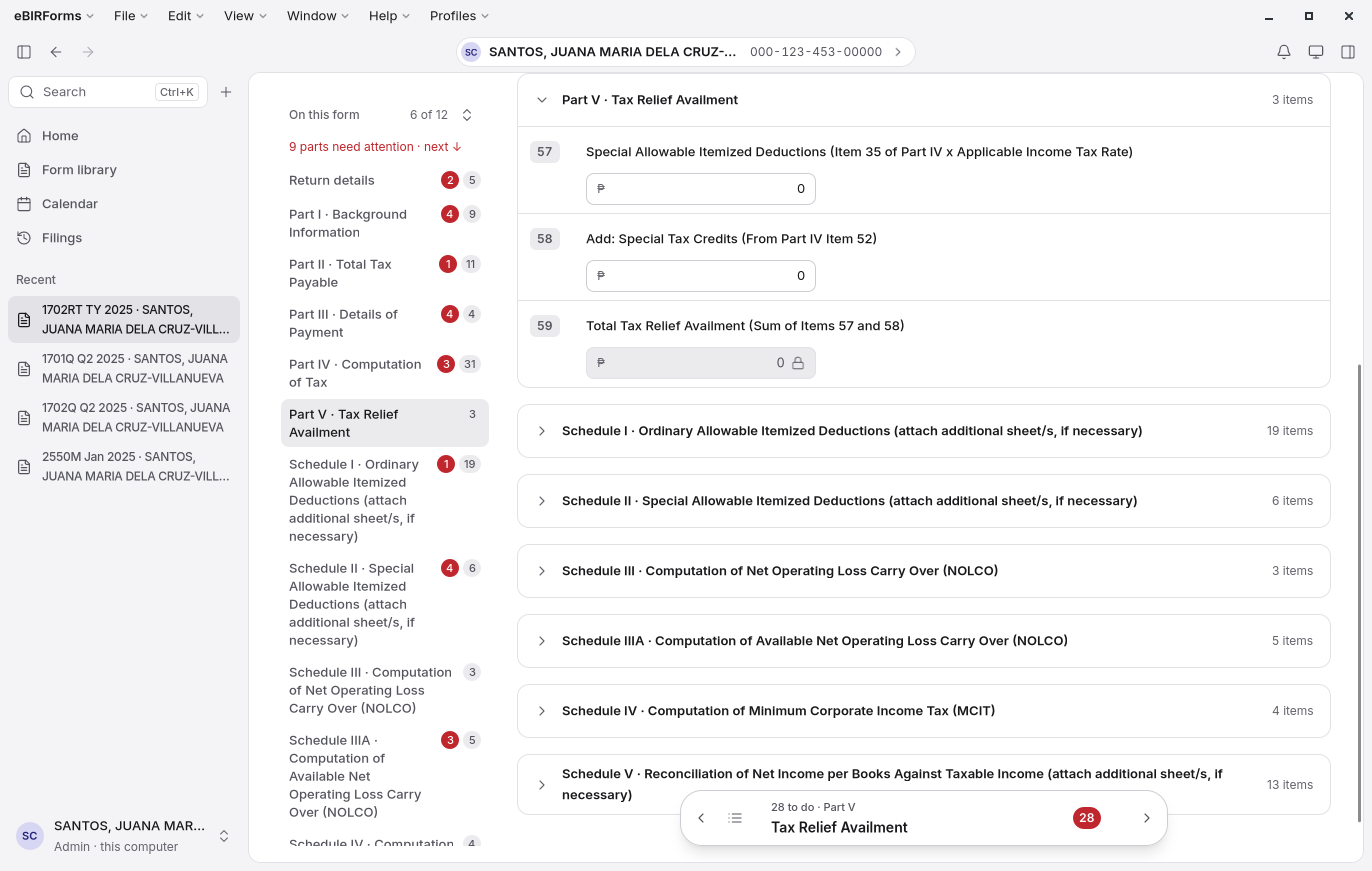 eBIRForms File Edit View Window Help Profiles
SC SANTOS, JUANA MARIA DELA CRUZ-... 000-123-453-00000
Search Ctrl+K
Home
Form library
Calendar
Filings
Recent
1702RT TY 2025 · SANTOS,
JUANA MARIA DELA CRUZ-VILL...
1701Q Q2 2025 · SANTOS, JUANA
MARIA DELA CRUZ-VILLANUEVA
1702Q Q2 2025 · SANTOS, JUANA
MARIA DELA CRUZ-VILLANUEVA
2550M Jan 2025 · SANTOS,
JUANA MARIA DELA CRUZ-VILL...
SC SANTOS, JUANA MAR...
Admin · this computer
On this form 6 of 12
9 parts need attention · next ↓
Return details 2 5
Part I · Background 4 9
Information
Part II · Total Tax 1 11
Payable
Part III · Details of 4 4
Payment
Part IV · Computation 3 31
of Tax
Part V · Tax Relief 3
Availment
Schedule I · Ordinary 1 19
Allowable Itemized
Deductions (attach
additional sheet/s, if
necessary)
Schedule II · Special 4 6
Allowable Itemized
Deductions (attach
additional sheet/s, if
necessary)
Schedule III · Computation 3
of Net Operating Loss
Carry Over (NOLCO)
Schedule IIIA · 3 5
Computation of
Available Net
Operating Loss Carry
Over (NOLCO)
Schedule IV · Computation 4
Part V · Tax Relief Availment 3 items
57 Special Allowable Itemized Deductions (Item 35 of Part IV x Applicable Income Tax Rate)
₱ 0
58 Add: Special Tax Credits (From Part IV Item 52)
₱ 0
59 Total Tax Relief Availment (Sum of Items 57 and 58)
₱ 0
Schedule I · Ordinary Allowable Itemized Deductions (attach additional sheet/s, if necessary) 19 items
Schedule II · Special Allowable Itemized Deductions (attach additional sheet/s, if necessary) 6 items
Schedule III · Computation of Net Operating Loss Carry Over (NOLCO) 3 items
Schedule IIIA · Computation of Available Net Operating Loss Carry Over (NOLCO) 5 items
Schedule IV · Computation of Minimum Corporate Income Tax (MCIT) 4 items
Schedule V · Reconciliation of Net Income per Books Against Taxable Income (attach additional sheet/s, if 13 items
necessary)
28 to do · Part V
Tax Relief Availment 28